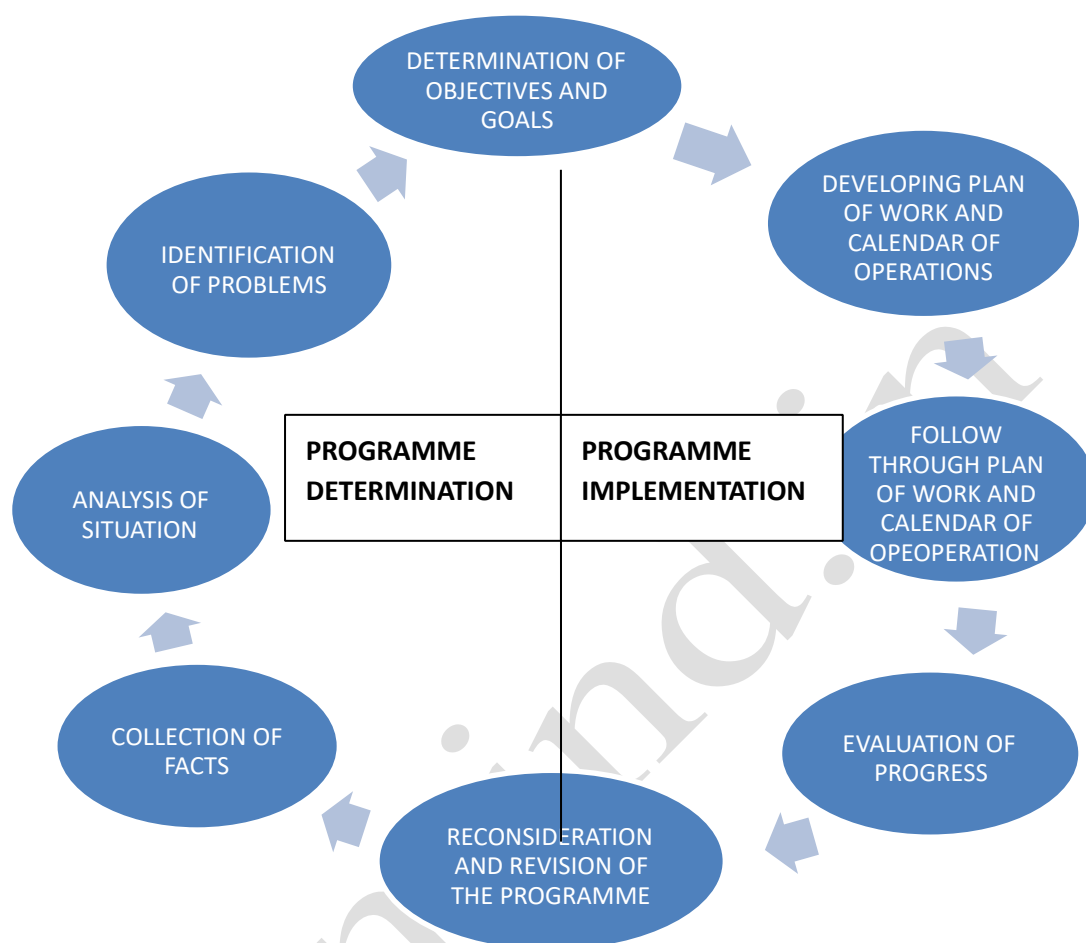 DETERMINATION OF
OBJECTIVES AND
GOALS
DEVELOPING PLAN
OF WORK AND
CALENDAR OF
OPERATIONS
FOLLOW
THROUGH PLAN
OF WORK AND
CALENDAR OF
OPEOPERATION
EVALUATION OF
PROGRESS
RECONSIDERATION
AND REVISION OF
THE PROGRAMME
COLLECTION OF
FACTS
ANALYSIS OF
SITUATION
IDENTIFICATION
OF PROBLEMS
PROGRAMME
DETERMINATION
PROGRAMME
IMPLEMENTATION